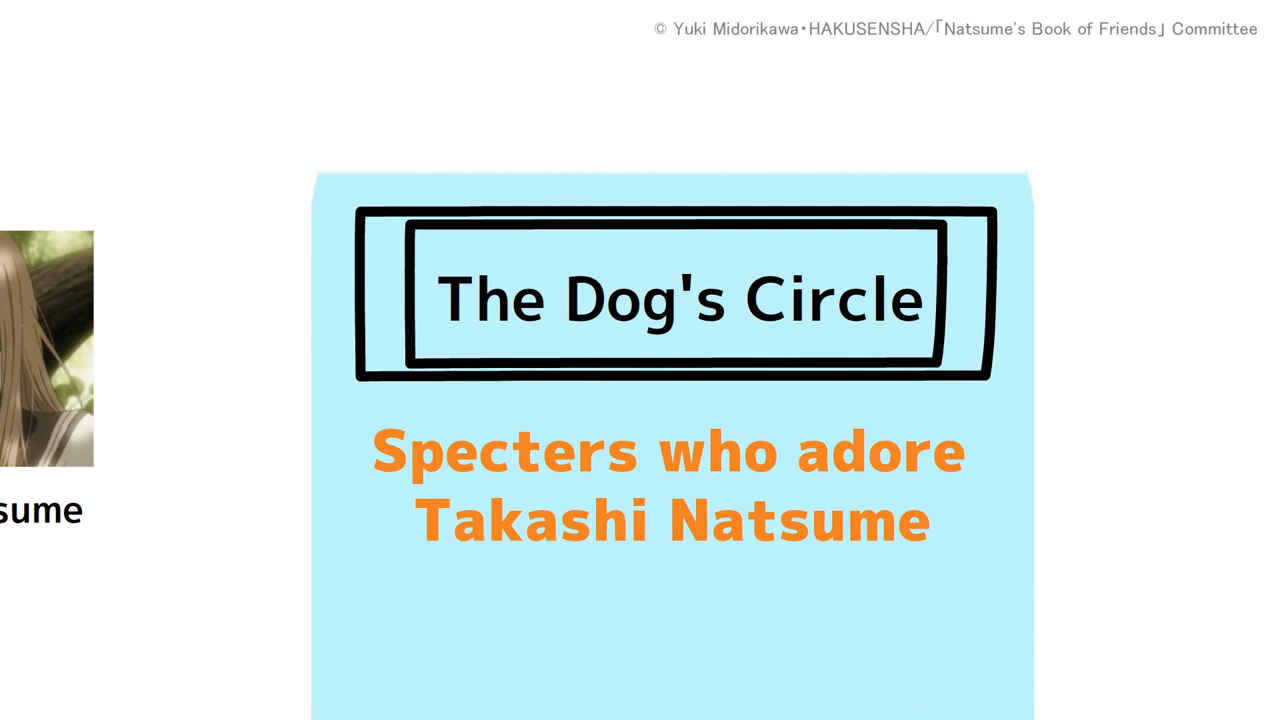 © Yuki Midorikawa・HAKUSENSHA/「Natsume's Book of Friends」 Committee
The Dog's Circle
Specters who adore
Takashi Natsume
sume